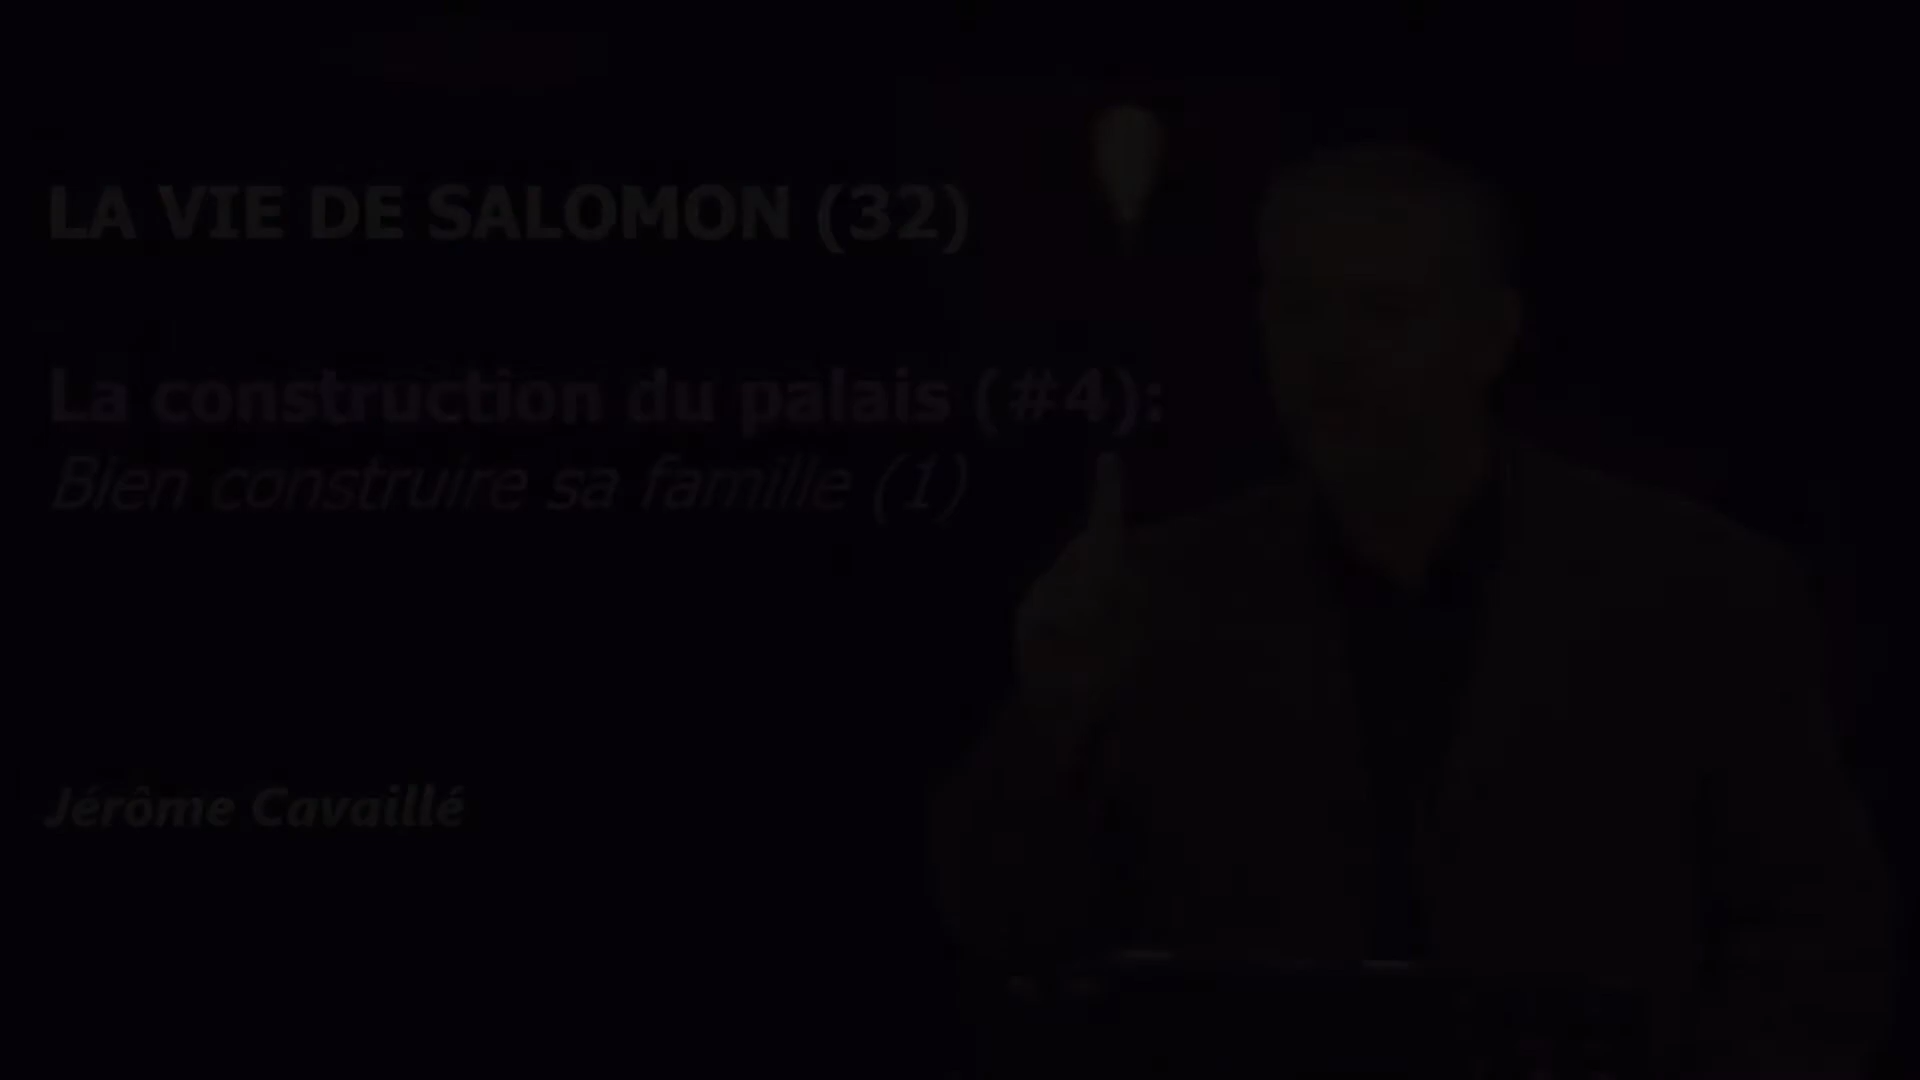 LA VIE DE SALOMON (32)
La construction du palais (#4):
Bien construire sa famille (1)
Jérôme Cavaillé